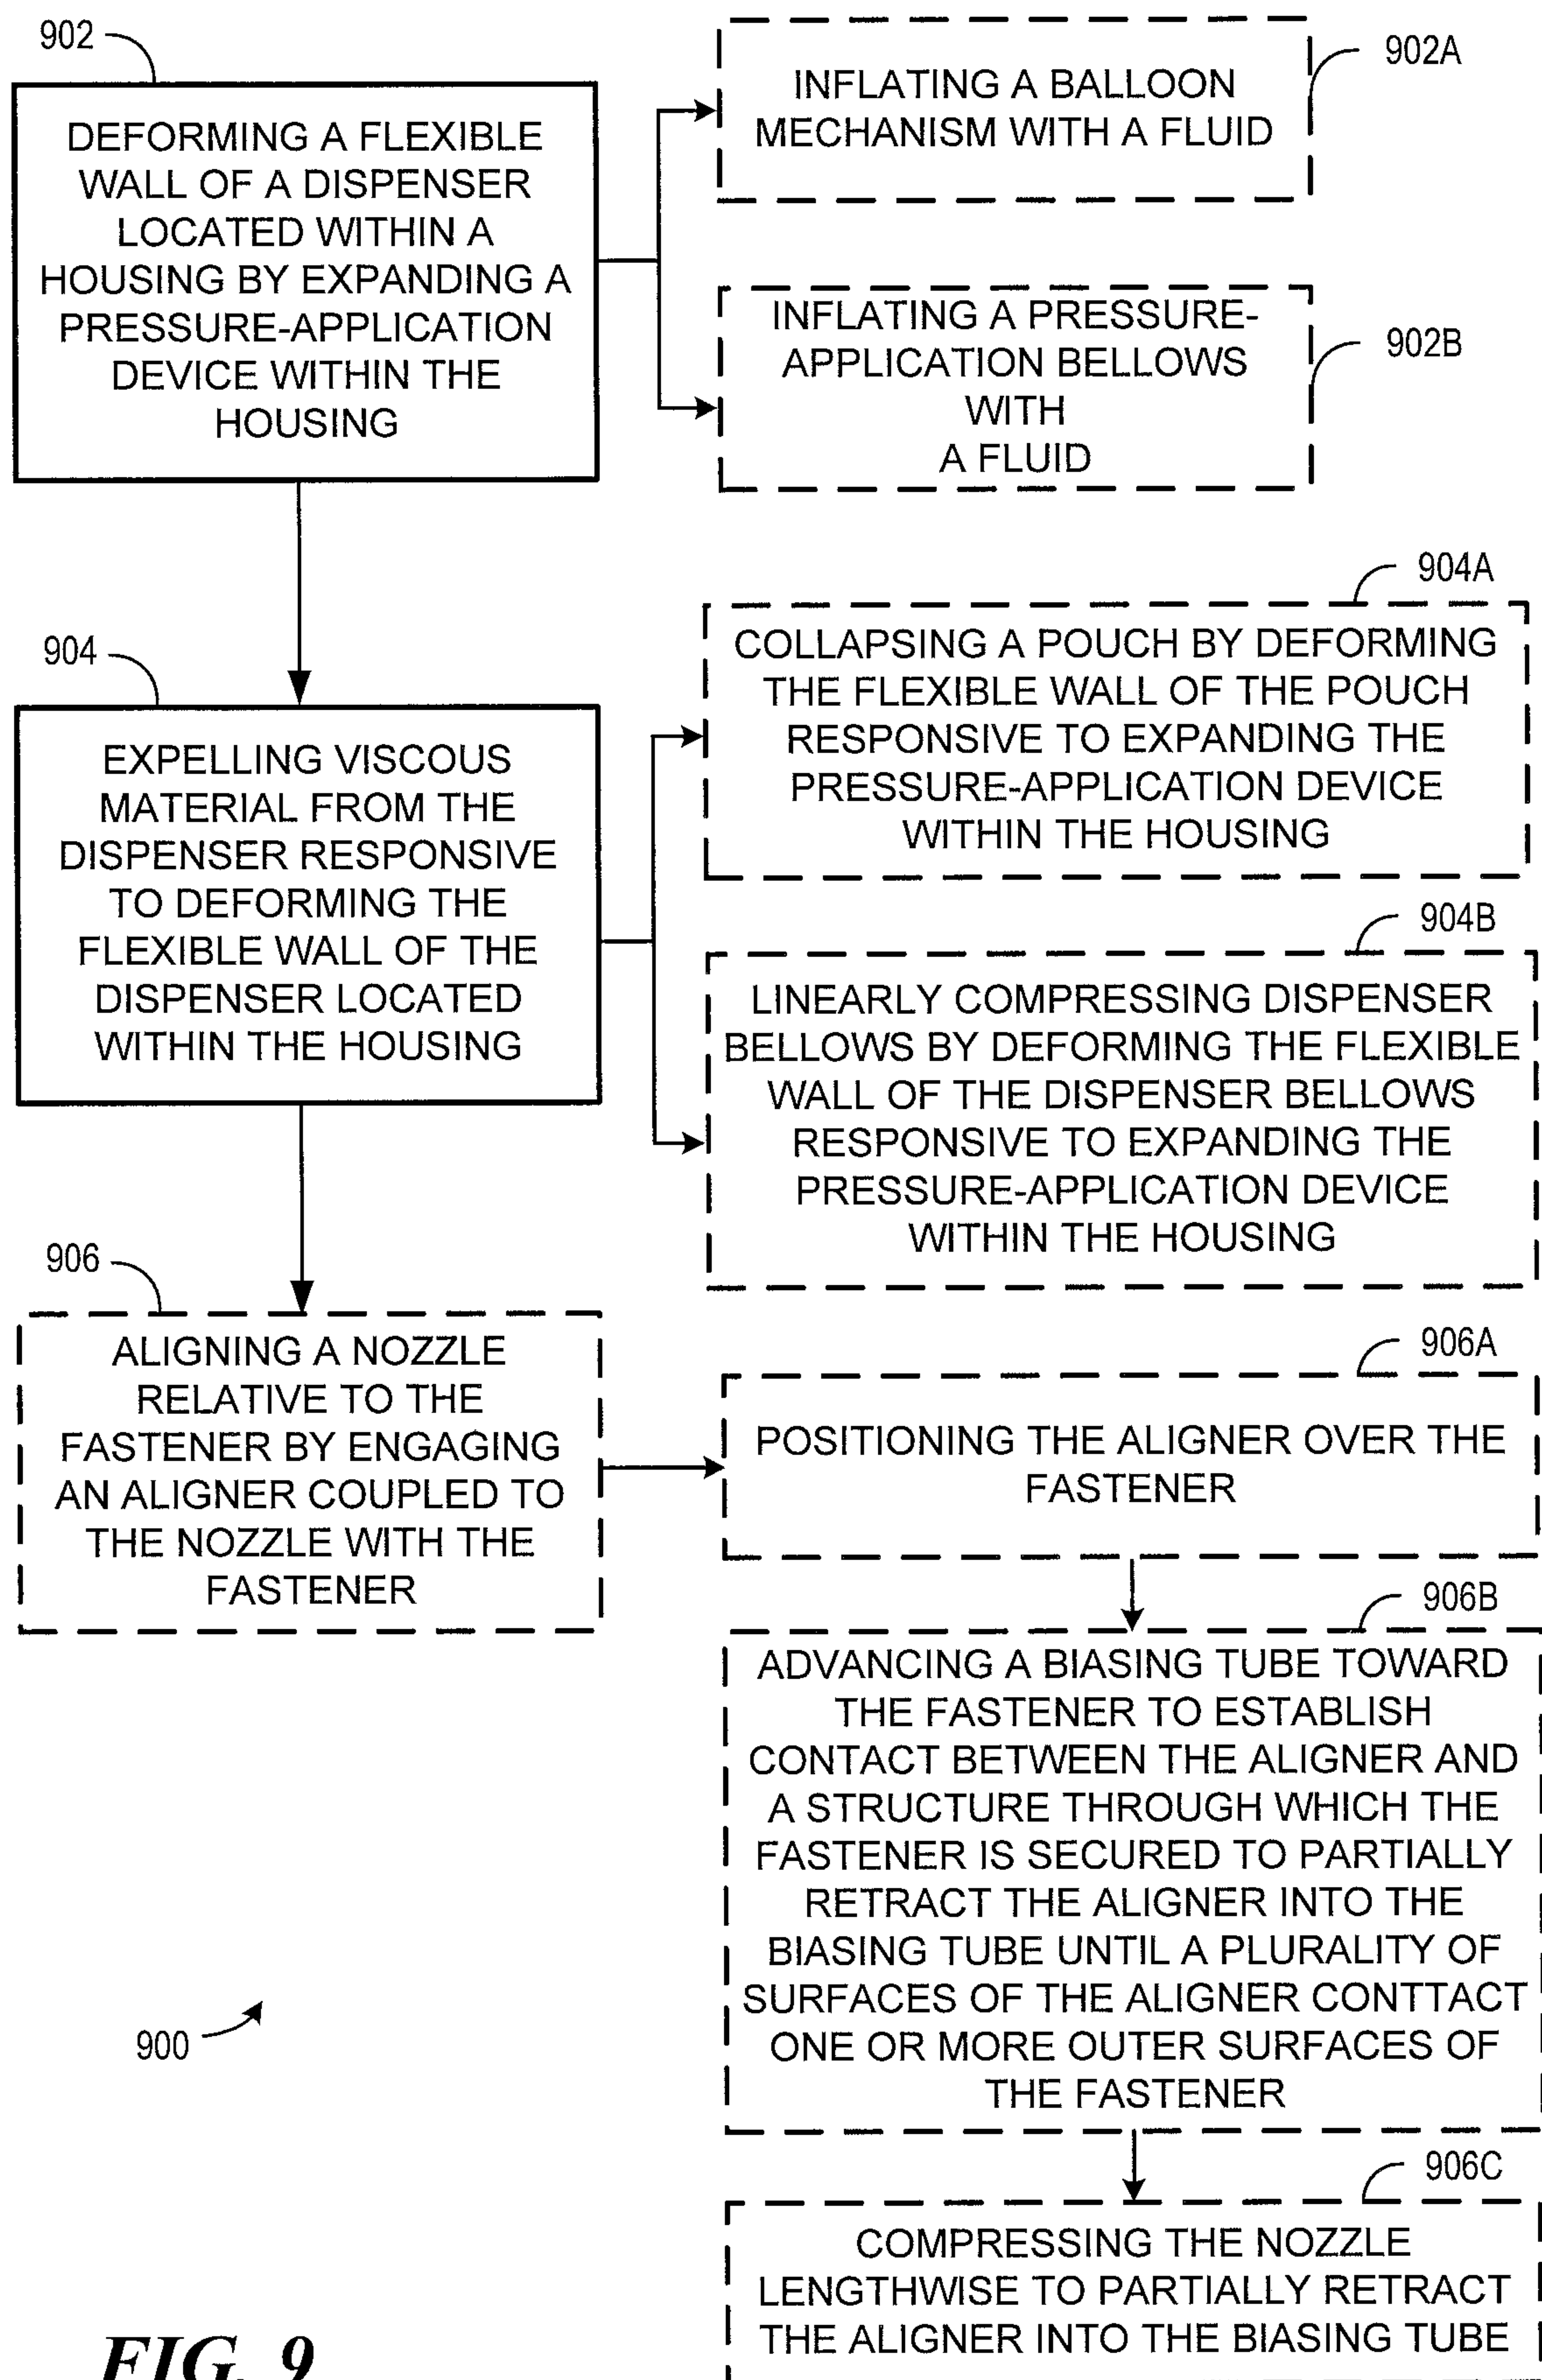 902
DEFORMING A FLEXIBLE
WALL OF A DISPENSER
LOCATED WITHIN A
HOUSING BY EXPANDING A
PRESSURE-APPLICATION
DEVICE WITHIN THE
HOUSING
902A
INFLATING A BALLOON
MECHANISM WITH A FLUID
902B
INFLATING A PRESSURE-
APPLICATION BELLOWS
WITH
A FLUID
904
EXPELLING VISCOUS
MATERIAL FROM THE
DISPENSER RESPONSIVE
TO DEFORMING THE
FLEXIBLE WALL OF THE
DISPENSER LOCATED
WITHIN THE HOUSING
904A
COLLAPSING A POUCH BY DEFORMING
THE FLEXIBLE WALL OF THE POUCH
RESPONSIVE TO EXPANDING THE
PRESSURE-APPLICATION DEVICE
WITHIN THE HOUSING
904B
LINEARLY COMPRESSING DISPENSER
BELLOWS BY DEFORMING THE FLEXIBLE
WALL OF THE DISPENSER BELLOWS
RESPONSIVE TO EXPANDING THE
PRESSURE-APPLICATION DEVICE
WITHIN THE HOUSING
906
ALIGNING A NOZZLE
RELATIVE TO THE
FASTENER BY ENGAGING
AN ALIGNER COUPLED TO
THE NOZZLE WITH THE
FASTENER
906A
POSITIONING THE ALIGNER OVER THE
FASTENER
906B
ADVANCING A BIASING TUBE TOWARD
THE FASTENER TO ESTABLISH
CONTACT BETWEEN THE ALIGNER AND
A STRUCTURE THROUGH WHICH THE
FASTENER IS SECURED TO PARTIALLY
RETRACT THE ALIGNER INTO THE
BIASING TUBE UNTIL A PLURALITY OF
SURFACES OF THE ALIGNER CONTTACT
ONE OR MORE OUTER SURFACES OF
THE FASTENER
906C
COMPRESSING THE NOZZLE
LENGTHWISE TO PARTIALLY RETRACT
THE ALIGNER INTO THE BIASING TUBE
900
FIG. 9